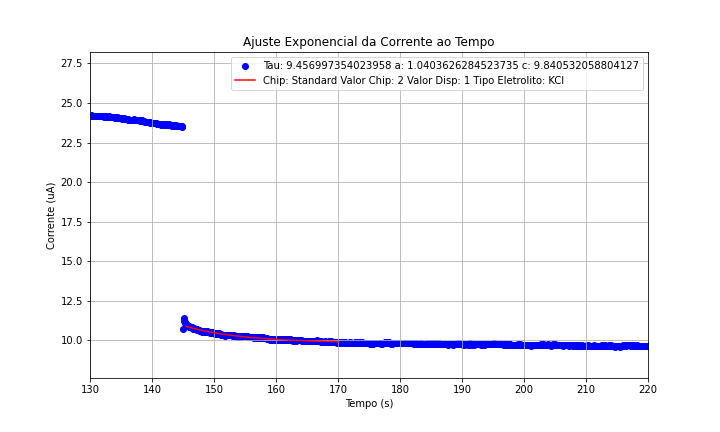 Ajuste Exponencial da Corrente ao Tempo
Tau: 9.456997354023958 a: 1.0403626284523735 c: 9.840532058804127
Chip: Standard Valor Chip: 2 Valor Disp: 1 Tipo Eletrolito: KCl
27.5
25.0
22.5
20.0
17.5
15.0
12.5
10.0
Corrente (uA)
130 140 150 160 170 180 190 200 210 220
Tempo (s)